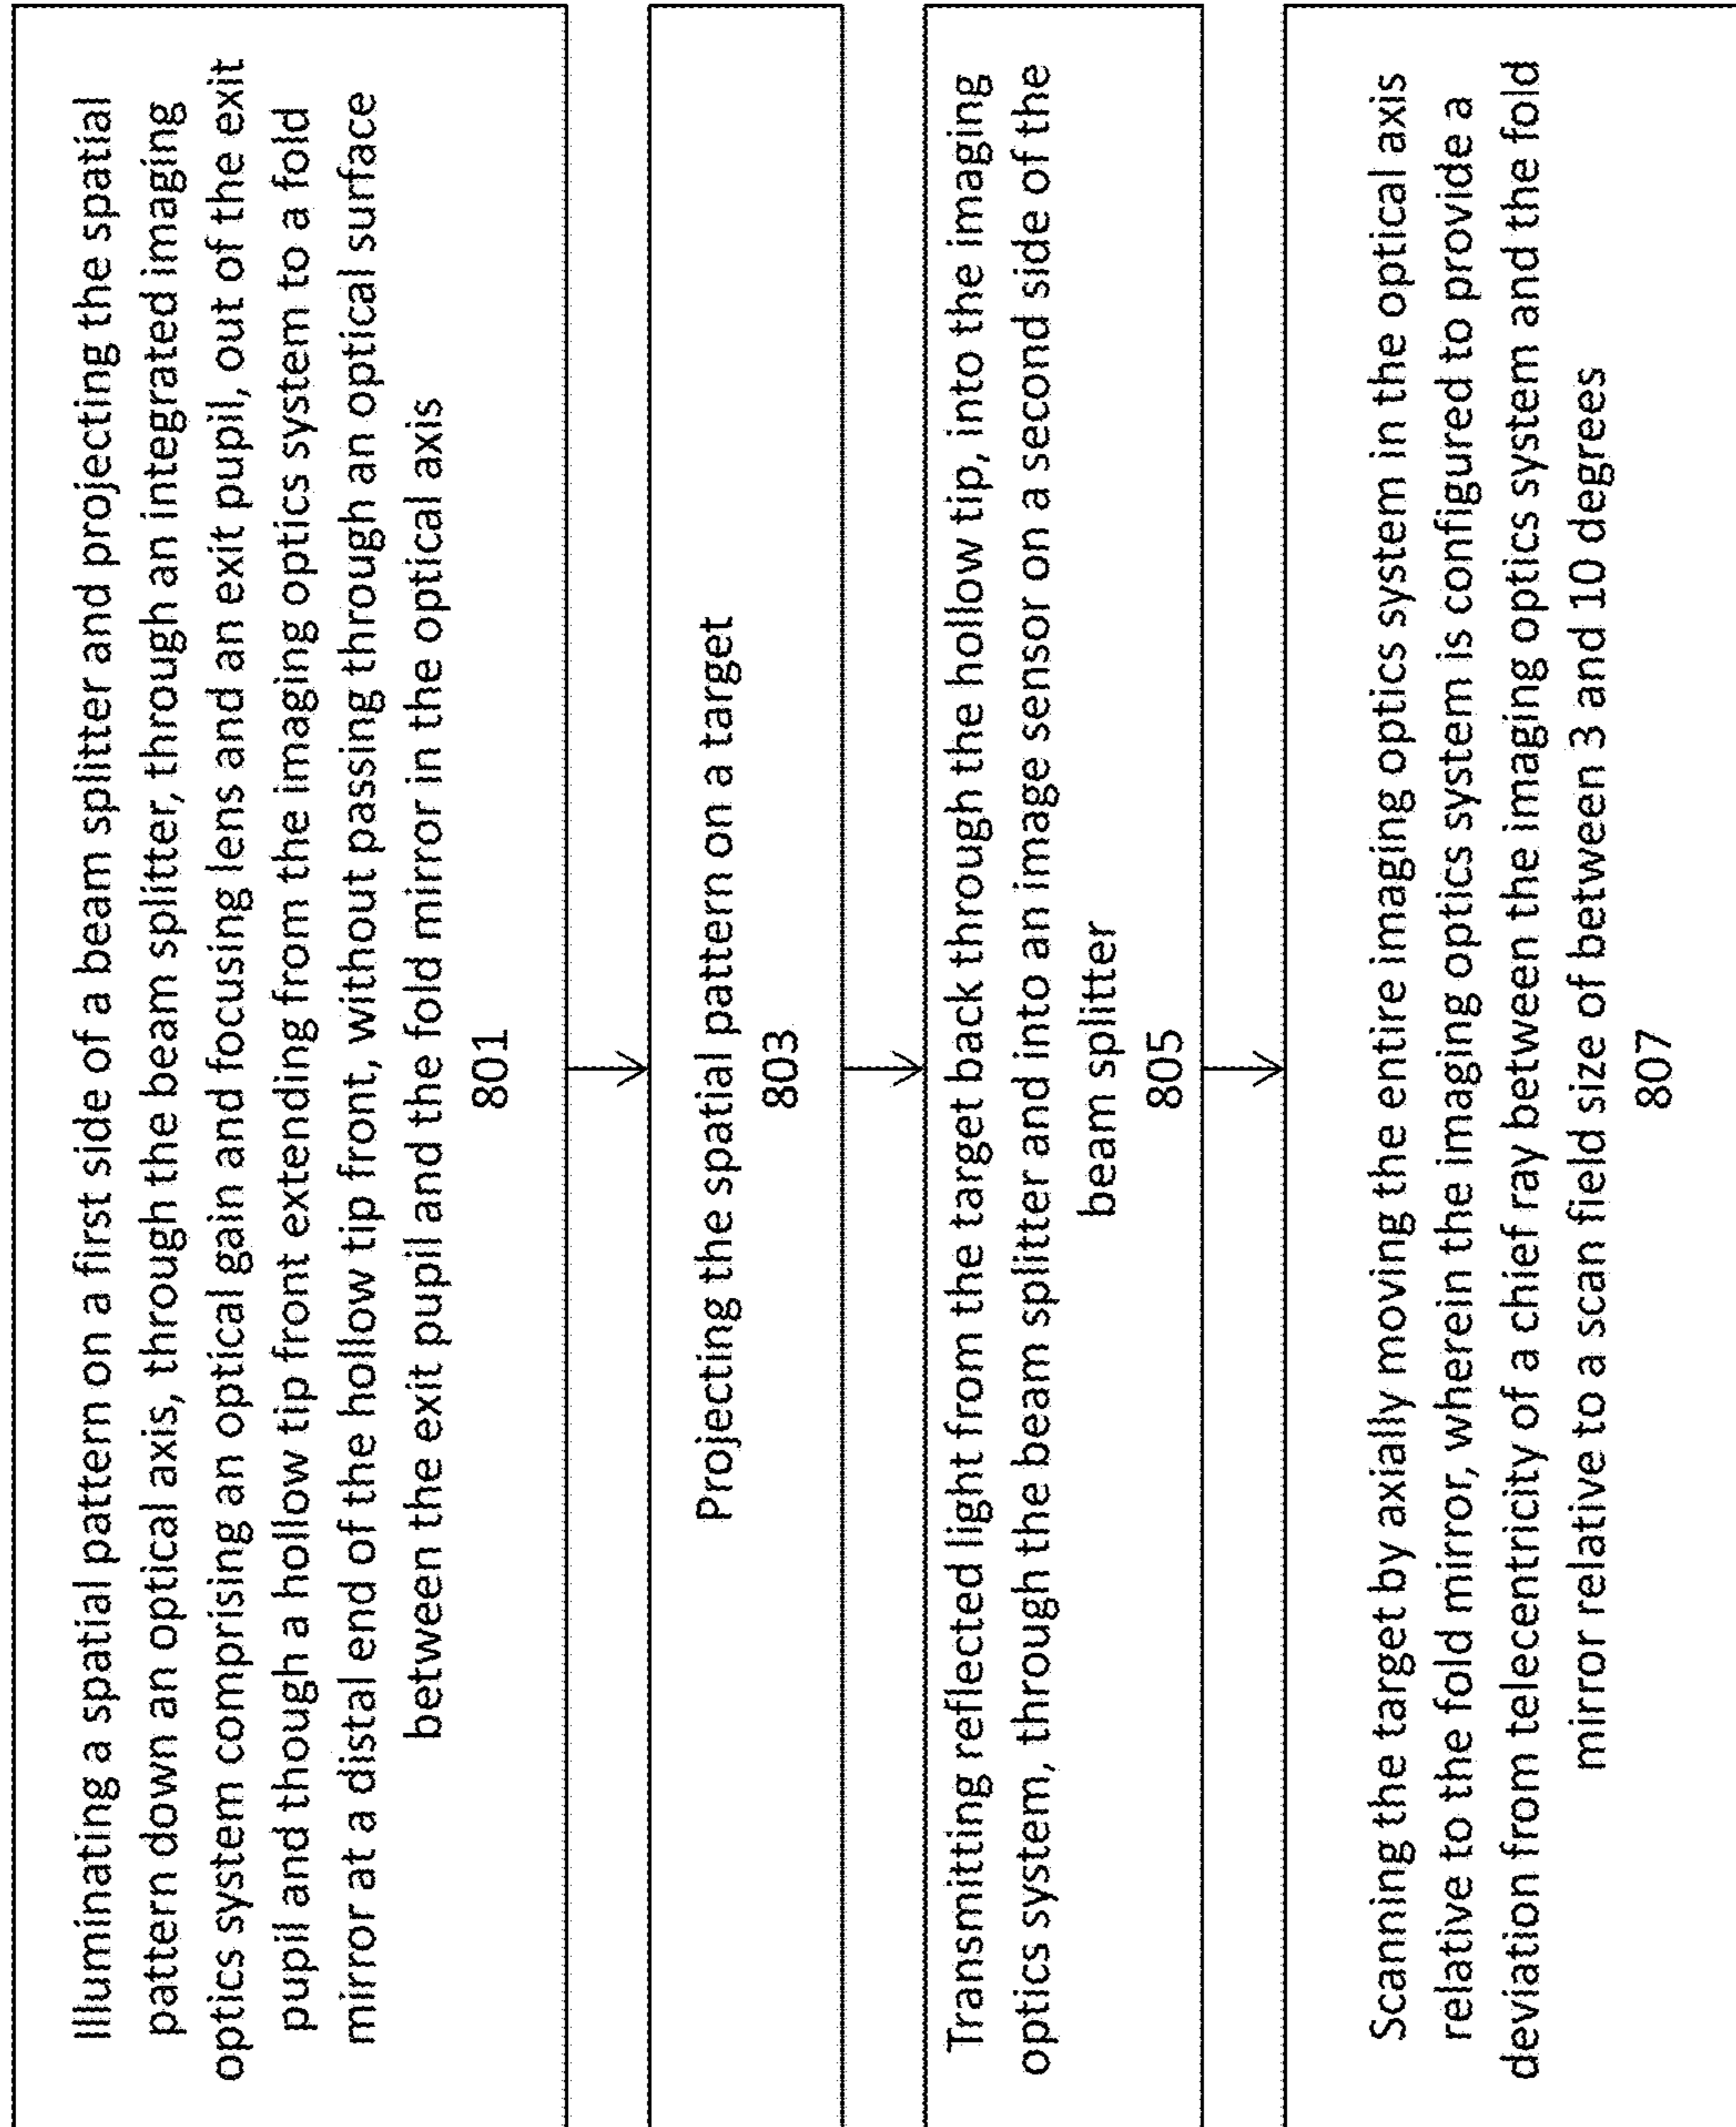 Illuminating a spatial pattern on a first side of a beam splitter and projecting the spatial
pattern down an optical axis, through the beam splitter, through an integrated imaging
optics system comprising an optical gain and focusing lens and an exit pupil, out of the exit
pupil and though a hollow tip front extending from the imaging optics system to a fold
mirror at a distal end of the hollow tip front, without passing through an optical surface
between the exit pupil and the fold mirror in the optical axis
801
Projecting the spatial pattern on a target
803
Transmitting reflected light from the target back through the hollow tip, into the imaging
optics system, through the beam splitter and into an image sensor on a second side of the
beam splitter
805
Scanning the target by axially moving the entire imaging optics system in the optical axis
relative to the fold mirror, wherein the imaging optics system is configured to provide a
deviation from telecentricity of a chief ray between the imaging optics system and the fold
mirror relative to a scan field size of between 3 and 10 degrees
807